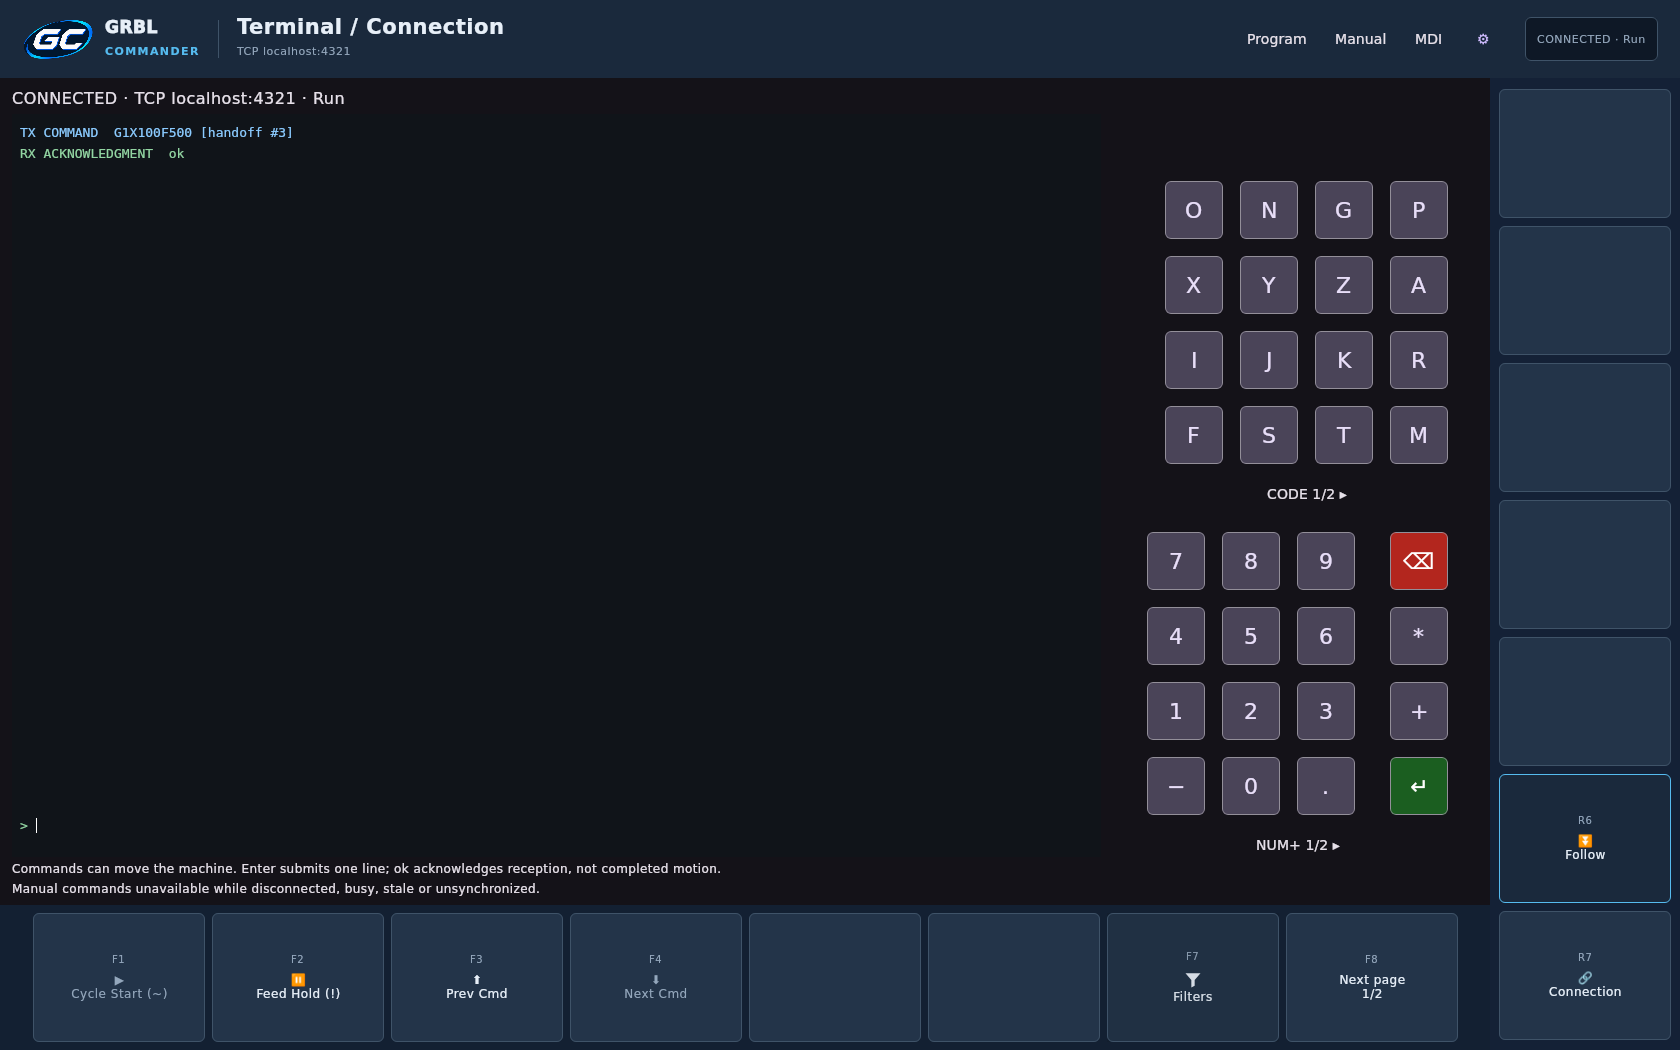 GC
GRBL
COMMANDER
Terminal / Connection
TCP localhost:4321
Program
Manual
MDI
CONNECTED · Run
CONNECTED · TCP localhost:4321 · Run
TX COMMAND  G1X100F500 [handoff #3]
RX ACKNOWLEDGMENT  ok
O N G P
X Y Z A
I J K R
F S T M
CODE 1/2 ▸
7 8 9 ⌫
4 5 6 *
1 2 3 +
− 0 . ↵
NUM+ 1/2 ▸
>
Commands can move the machine. Enter submits one line; ok acknowledges reception, not completed motion.
Manual commands unavailable while disconnected, busy, stale or unsynchronized.
R6
Follow
R7
Connection
F1
Cycle Start (~)
F2
Feed Hold (!)
F3
Prev Cmd
F4
Next Cmd
F7
Filters
F8
Next page
1/2